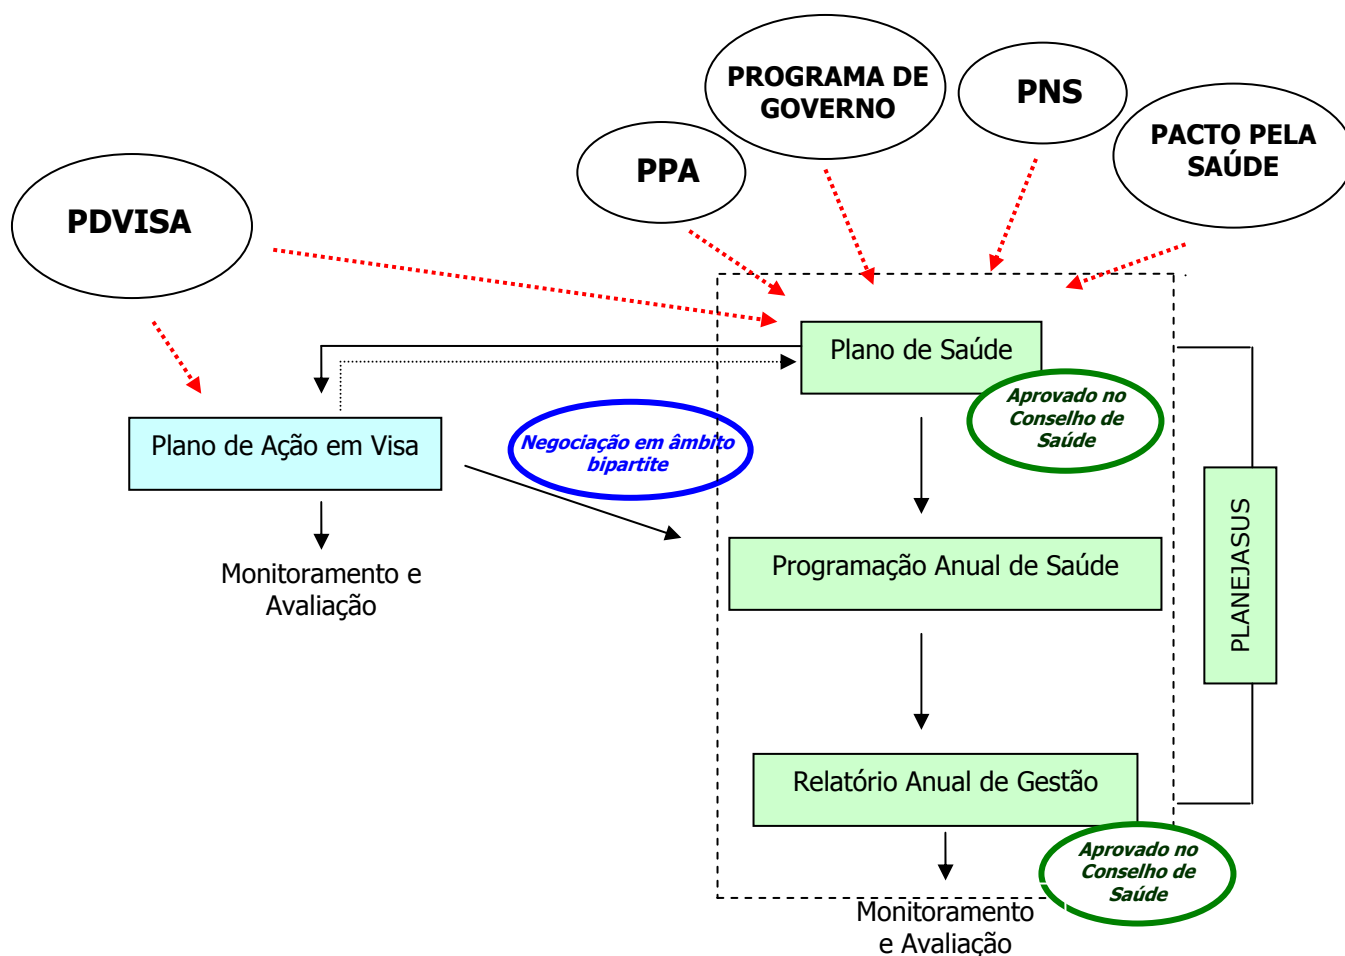 PROGRAMA DE
GOVERNO
PNS
PACTO PELA
SAÚDE
PPA
PDVISA
Plano de Saúde
Aprovado no
Conselho de
Saúde
Plano de Ação em Visa
Negociação em âmbito
bipartite
Monitoramento e
Avaliação
Programação Anual de Saúde
PLANEJASUS
Relatório Anual de Gestão
Aprovado no
Conselho de
Saúde
Monitoramento
e Avaliação